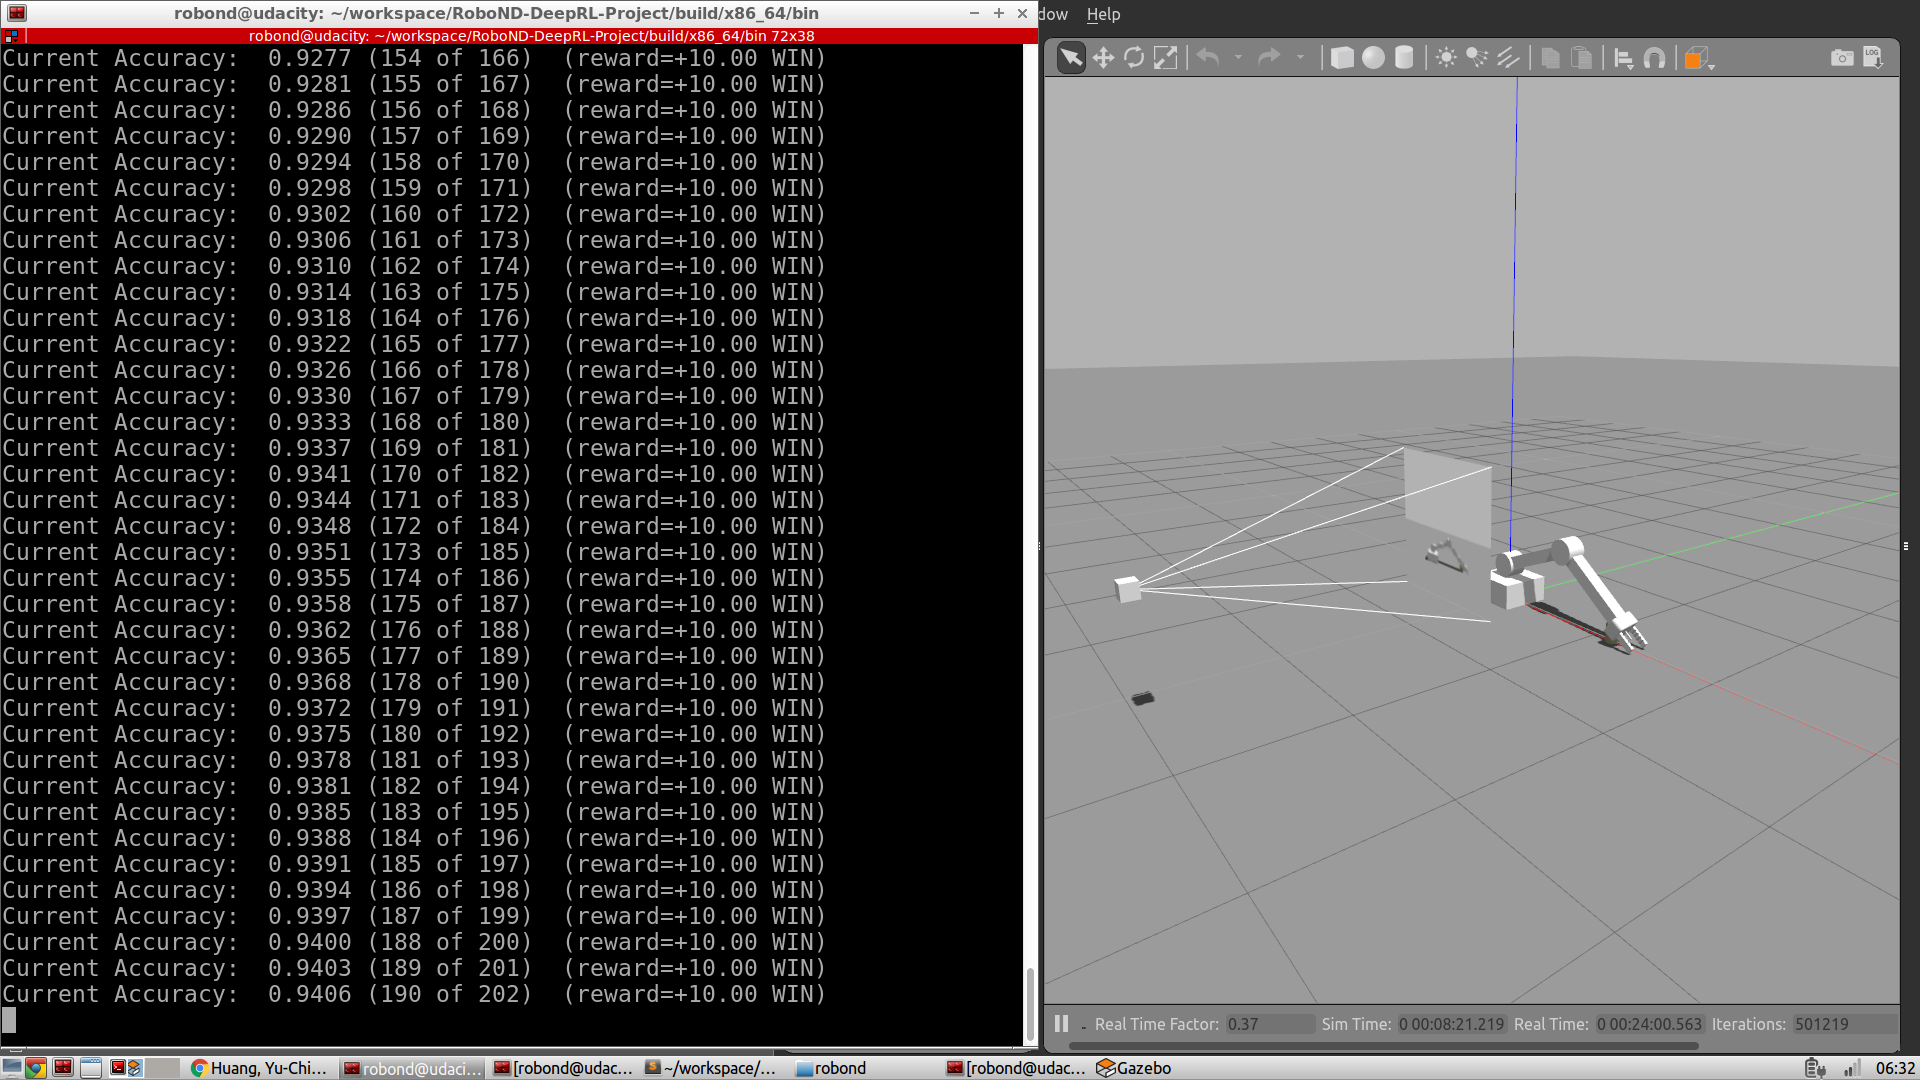 robond@udacity: ~/workspace/RoboND-DeepRL-Project/build/x86_64/bin
robond@udacity: ~/workspace/RoboND-DeepRL-Project/build/x86_64/bin 72x38
Current Accuracy:  0.9277 (154 of 166)  (reward=+10.00 WIN)
Current Accuracy:  0.9281 (155 of 167)  (reward=+10.00 WIN)
Current Accuracy:  0.9286 (156 of 168)  (reward=+10.00 WIN)
Current Accuracy:  0.9290 (157 of 169)  (reward=+10.00 WIN)
Current Accuracy:  0.9294 (158 of 170)  (reward=+10.00 WIN)
Current Accuracy:  0.9298 (159 of 171)  (reward=+10.00 WIN)
Current Accuracy:  0.9302 (160 of 172)  (reward=+10.00 WIN)
Current Accuracy:  0.9306 (161 of 173)  (reward=+10.00 WIN)
Current Accuracy:  0.9310 (162 of 174)  (reward=+10.00 WIN)
Current Accuracy:  0.9314 (163 of 175)  (reward=+10.00 WIN)
Current Accuracy:  0.9318 (164 of 176)  (reward=+10.00 WIN)
Current Accuracy:  0.9322 (165 of 177)  (reward=+10.00 WIN)
Current Accuracy:  0.9326 (166 of 178)  (reward=+10.00 WIN)
Current Accuracy:  0.9330 (167 of 179)  (reward=+10.00 WIN)
Current Accuracy:  0.9333 (168 of 180)  (reward=+10.00 WIN)
Current Accuracy:  0.9337 (169 of 181)  (reward=+10.00 WIN)
Current Accuracy:  0.9341 (170 of 182)  (reward=+10.00 WIN)
Current Accuracy:  0.9344 (171 of 183)  (reward=+10.00 WIN)
Current Accuracy:  0.9348 (172 of 184)  (reward=+10.00 WIN)
Current Accuracy:  0.9351 (173 of 185)  (reward=+10.00 WIN)
Current Accuracy:  0.9355 (174 of 186)  (reward=+10.00 WIN)
Current Accuracy:  0.9358 (175 of 187)  (reward=+10.00 WIN)
Current Accuracy:  0.9362 (176 of 188)  (reward=+10.00 WIN)
Current Accuracy:  0.9365 (177 of 189)  (reward=+10.00 WIN)
Current Accuracy:  0.9368 (178 of 190)  (reward=+10.00 WIN)
Current Accuracy:  0.9372 (179 of 191)  (reward=+10.00 WIN)
Current Accuracy:  0.9375 (180 of 192)  (reward=+10.00 WIN)
Current Accuracy:  0.9378 (181 of 193)  (reward=+10.00 WIN)
Current Accuracy:  0.9381 (182 of 194)  (reward=+10.00 WIN)
Current Accuracy:  0.9385 (183 of 195)  (reward=+10.00 WIN)
Current Accuracy:  0.9388 (184 of 196)  (reward=+10.00 WIN)
Current Accuracy:  0.9391 (185 of 197)  (reward=+10.00 WIN)
Current Accuracy:  0.9394 (186 of 198)  (reward=+10.00 WIN)
Current Accuracy:  0.9397 (187 of 199)  (reward=+10.00 WIN)
Current Accuracy:  0.9400 (188 of 200)  (reward=+10.00 WIN)
Current Accuracy:  0.9403 (189 of 201)  (reward=+10.00 WIN)
Current Accuracy:  0.9406 (190 of 202)  (reward=+10.00 WIN)
dow Help
LOG
Real Time Factor: 0.37 Sim Time: 0 00:08:21.219 Real Time: 0 00:24:00.563 Iterations: 501219
Huang, Yu-Chi... robond@udaci... [robond@udac... ~/workspace/... robond [robond@udac... Gazebo 06:32